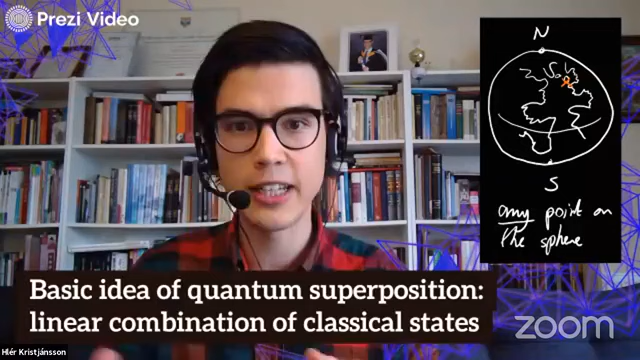 Prezi Video
N
S
any point on
the sphere
Basic idea of quantum superposition:
linear combination of classical states
zoom
Hlér Kristjánsson